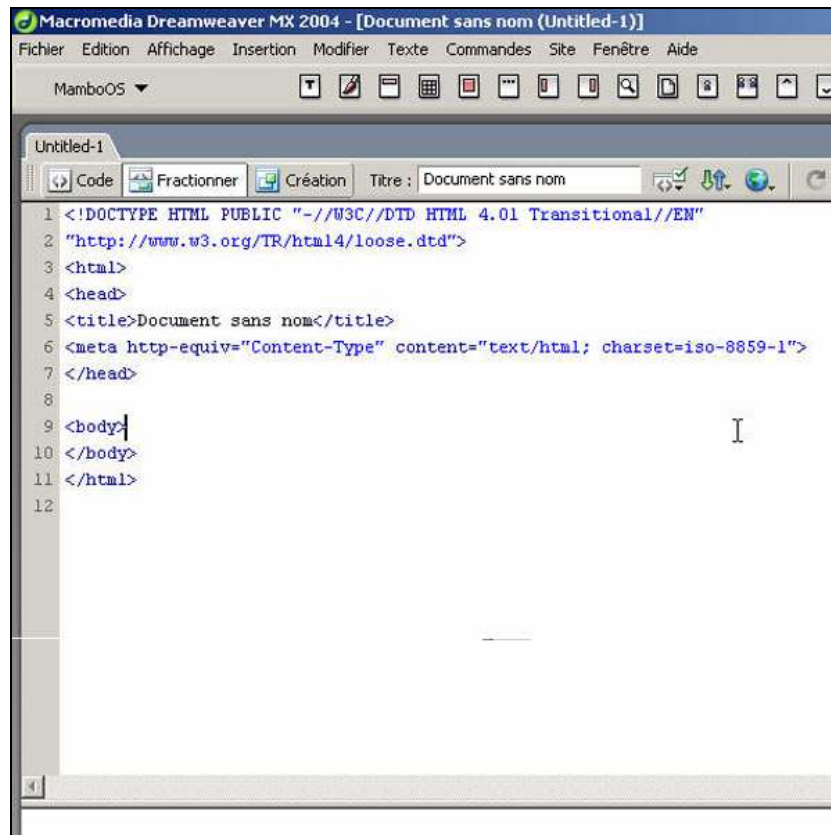 Macromedia Dreamweaver MX 2004 - [Document sans nom (Untitled-1)]
Fichier Edition Affichage Insertion Modifier Texte Commandes Site Fenêtre Aide
MamboOS
Untitled-1
Code Fractionner Création Titre : Document sans nom
1 <!DOCTYPE HTML PUBLIC "-//W3C//DTD HTML 4.01 Transitional//EN"
2 "http://www.w3.org/TR/html4/loose.dtd">
3 <html>
4 <head>
5 <title>Document sans nom</title>
6 <meta http-equiv="Content-Type" content="text/html; charset=iso-8859-1">
7 </head>
8
9 <body>
10 </body>
11 </html>
12